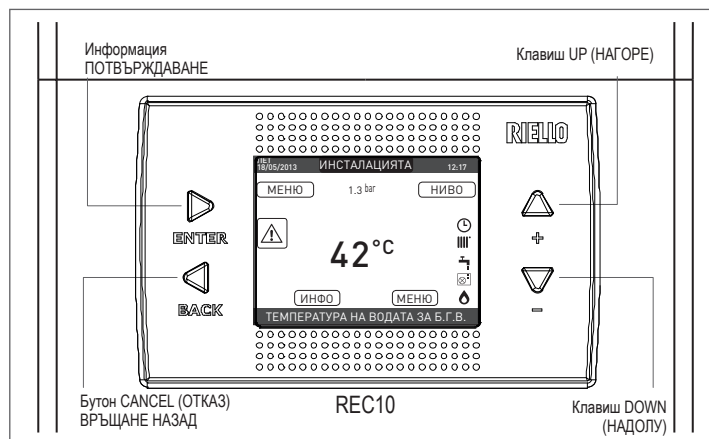 Информация
ПОТВЪРЖДАВАНЕ
Клавиш UP (НАГОРЕ)
RIELLO
ПЕТ
18/05/2013 ИНСТАЛАЦИЯТА 12:17
МЕНЮ 1.3 bar НИВО
ENTER
42°C
+
BACK
ИНФО МЕНЮ
–
ТЕМПЕРАТУРА НА ВОДАТА ЗА Б.Г.В.
Бутон CANCEL (ОТКАЗ)
ВРЪЩАНЕ НАЗАД
REC10
Клавиш DOWN
(НАДОЛУ)